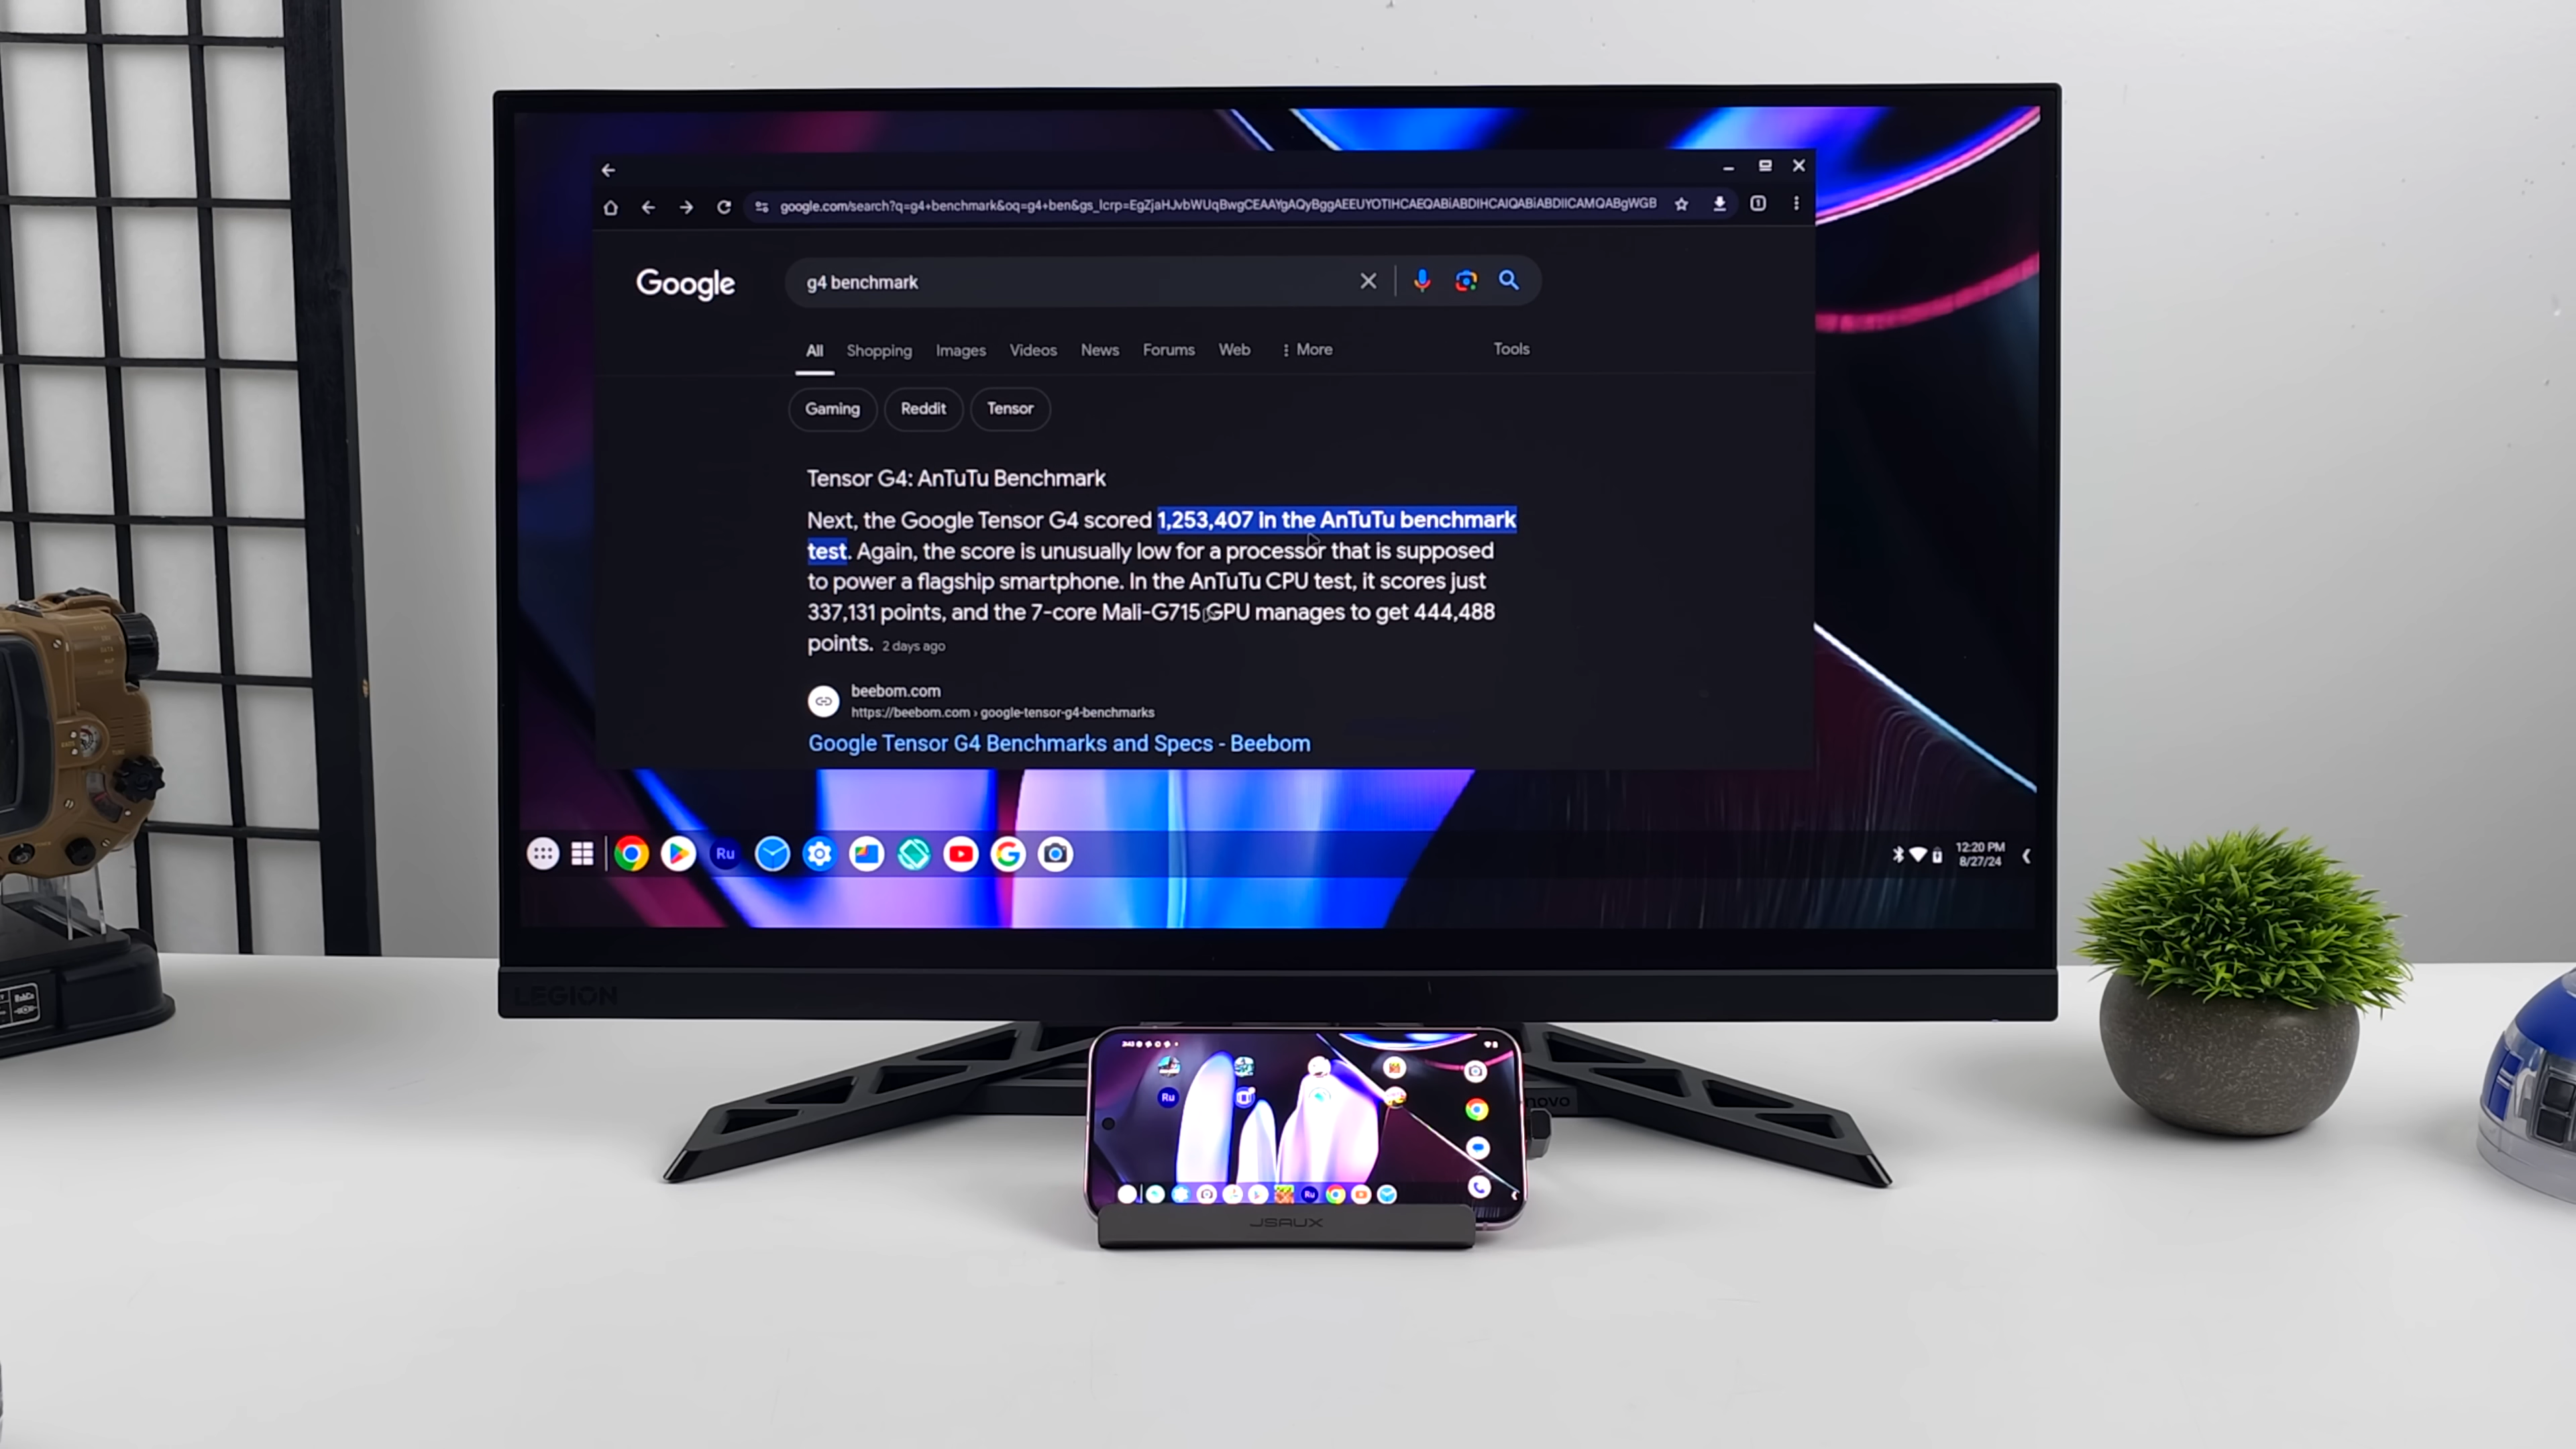 google.com/search?q=g4+benchmark&oq=g4+ben&gs_lcrp=EgZjaHJvbWUqBwgCEAAYgAQyBggAEEUYOTIHCAEQABiABDIHCAIQABiABDIICAMQABgWGB
Google
g4 benchmark
All Shopping Images Videos News Forums Web More Tools
Gaming Reddit Tensor
Tensor G4: AnTuTu Benchmark
Next, the Google Tensor G4 scored 1,253,407 in the AnTuTu benchmark
test. Again, the score is unusually low for a processor that is supposed
to power a flagship smartphone. In the AnTuTu CPU test, it scores just
337,131 points, and the 7-core Mali-G715 GPU manages to get 444,488
points. 2 days ago
beebom.com
https://beebom.com › google-tensor-g4-benchmarks
Google Tensor G4 Benchmarks and Specs - Beebom
Ru
12:20 PM
8/27/24
LEGION
Ru
Ru
novo
JSAUX
RobCo